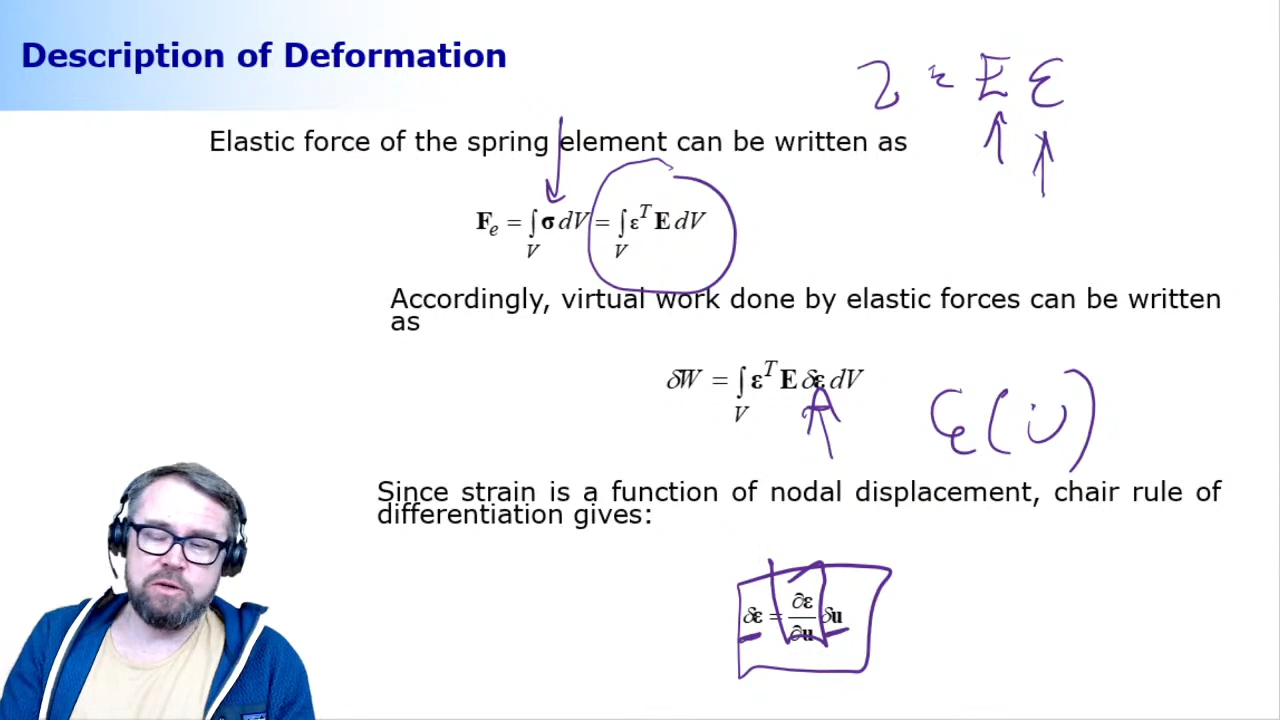 Description of Deformation
Elastic force of the spring element can be written as
F_e = ∫_V σ dV = ∫_V ε^T E dV
Accordingly, virtual work done by elastic forces can be written
as
δW = ∫_V ε^T E δε dV
Since strain is a function of nodal displacement, chair rule of
differentiation gives:
δε = ∂ε/∂u δu